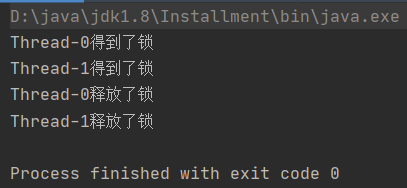 D:\java\jdk1.8\Installment\bin\java.exe
Thread-0得到了锁
Thread-1得到了锁
Thread-0释放了锁
Thread-1释放了锁
Process finished with exit code 0